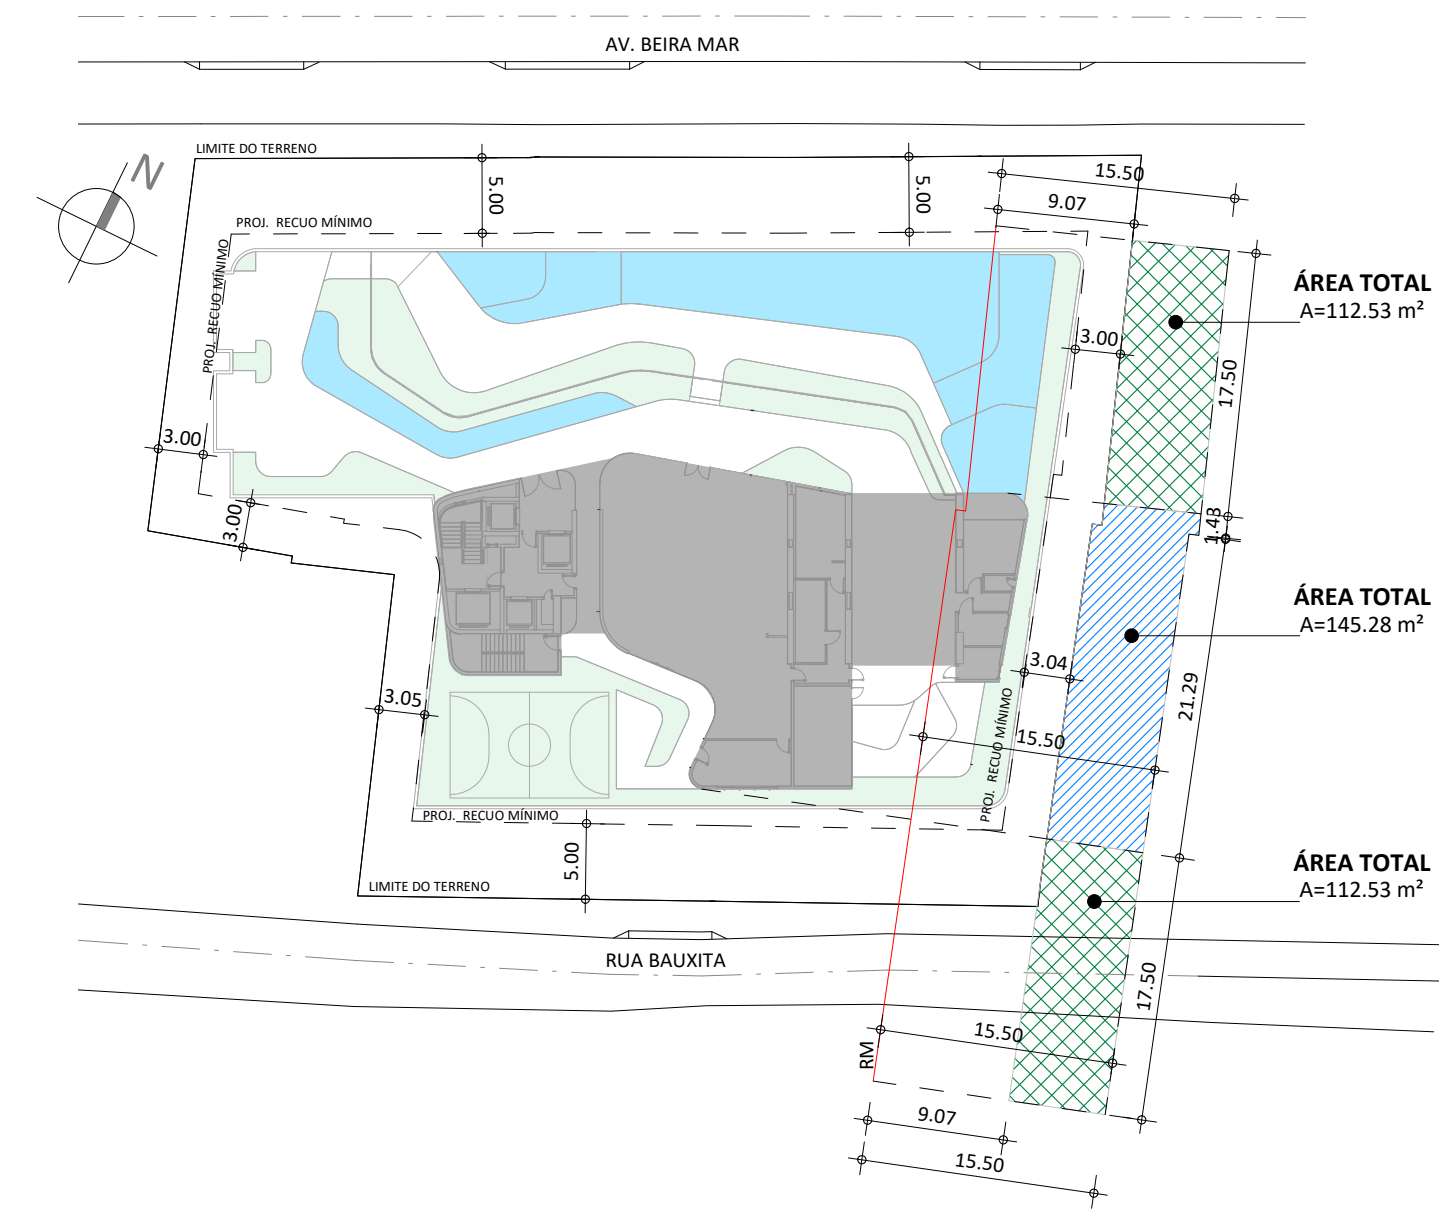 AV. BEIRA MAR
N
LIMITE DO TERRENO
5.00
5.00
15.50
9.07
PROJ. RECUO MÍNIMO
PROJ. RECUO MÍNIMO
ÁREA TOTAL
A=112.53 m²
3.00
17.50
3.00
3.00
1.43
ÁREA TOTAL
A=145.28 m²
3.04
3.05
21.29
15.50
PROJ. RECUO MÍNIMO
PROJ. RECUO MÍNIMO
5.00
ÁREA TOTAL
A=112.53 m²
LIMITE DO TERRENO
RUA BAUXITA
17.50
15.50
RM
9.07
15.50